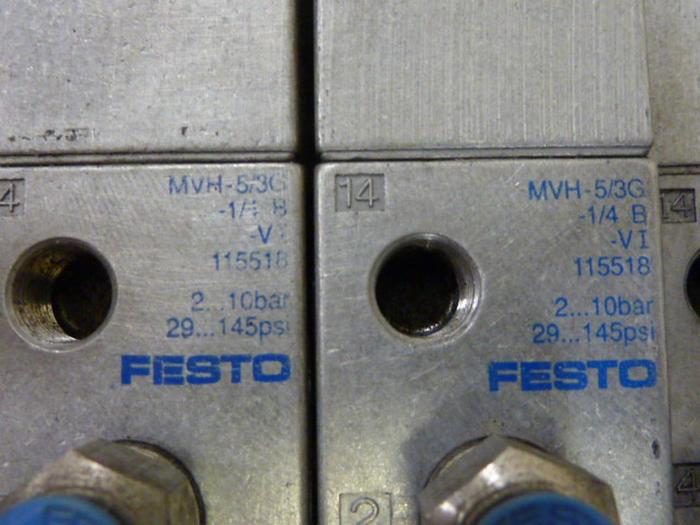 4
MVH-5/3G
-1/4 B
-V
115518
2...10bar
29...145psi
FESTO
14
MVH-5/3G
-1/4 B
-VI
115518
2...10bar
29...145psi
FESTO
2
14
4